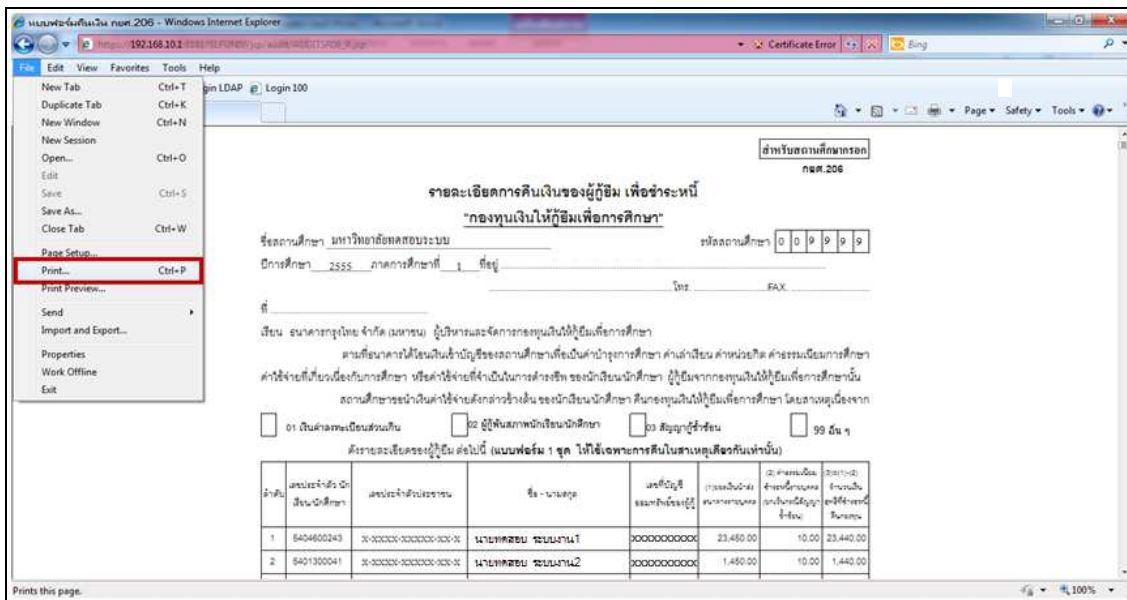 แบบฟอร์มคืนเงิน กยศ.206 - Windows Internet Explorer
192.168.10.1
Certificate Error
Bing
File Edit View Favorites Tools Help
gin LDAP Login 100
Page Safety Tools
New Tab Ctrl+T
Duplicate Tab Ctrl+K
New Window Ctrl+N
New Session
Open... Ctrl+O
Edit
Save Ctrl+S
Save As...
Close Tab Ctrl+W
Page Setup...
Print... Ctrl+P
Print Preview...
Send
Import and Export...
Properties
Work Offline
Exit
สำหรับสถานศึกษากรอก
กยศ.206
รายละเอียดการคืนเงินของผู้กู้ยืม เพื่อชำระหนี้
"กองทุนเงินให้กู้ยืมเพื่อการศึกษา"
ชื่อสถานศึกษา มหาวิทยาลัยทดสอบระบบ รหัสสถานศึกษา 0 0 9 9 9 9
ปีการศึกษา 2555 ภาคการศึกษาที่ 1 ที่อยู่
โทร. FAX.
ที่
เรียน ธนาคารกรุงไทย จำกัด (มหาชน) ผู้บริหารและจัดการกองทุนเงินให้กู้ยืมเพื่อการศึกษา
ตามที่ธนาคารได้โอนเงินเข้าบัญชีของสถานศึกษาเพื่อเป็นค่าบำรุงการศึกษา ค่าเล่าเรียน ค่าหน่วยกิต ค่าธรรมเนียมการศึกษา
ค่าใช้จ่ายที่เกี่ยวเนื่องกับการศึกษา หรือค่าใช้จ่ายที่จำเป็นในการดำรงชีพ ของนักเรียนนักศึกษา ผู้กู้ยืมจากกองทุนเงินให้กู้ยืมเพื่อการศึกษานั้น
สถานศึกษาขอนำเงินค่าใช้จ่ายดังกล่าวข้างต้น ของนักเรียนนักศึกษา คืนกองทุนเงินให้กู้ยืมเพื่อการศึกษา โดยสาเหตุเนื่องจาก
01 เงินค่าลงทะเบียนส่วนเกิน 02 ผู้กู้พ้นสภาพนักเรียน/นักศึกษา 03 สัญญากู้ซ้ำซ้อน 99 อื่น ๆ
ดังรายละเอียดของผู้กู้ยืม ต่อไปนี้ (แบบฟอร์ม 1 ชุด ให้ใช้เฉพาะการคืนในสาเหตุเดียวกันเท่านั้น)
ลำดับ เลขประจำตัว นักเรียน/นักศึกษา เลขประจำตัวประชาชน ชื่อ - นามสกุล เลขที่บัญชีออมทรัพย์ของผู้กู้
1 5404600243 X-XXXX-XXXXX-XX-X นายทดสอบ ระบบงาน1 XXXXXXXXXX 23,450.00 10.00 23,440.00
2 5401300041 X-XXXX-XXXXX-XX-X นายทดสอบ ระบบงาน2 XXXXXXXXXX 1,450.00 10.00 1,440.00
Prints this page. 100%